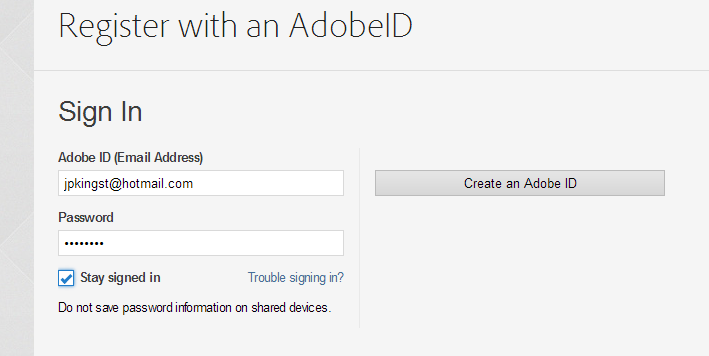 Register with an AdobeID
Sign In
Adobe ID (Email Address)
jpkingst@hotmail.com
Create an Adobe ID
Password
••••••••
Stay signed in
Trouble signing in?
Do not save password information on shared devices.